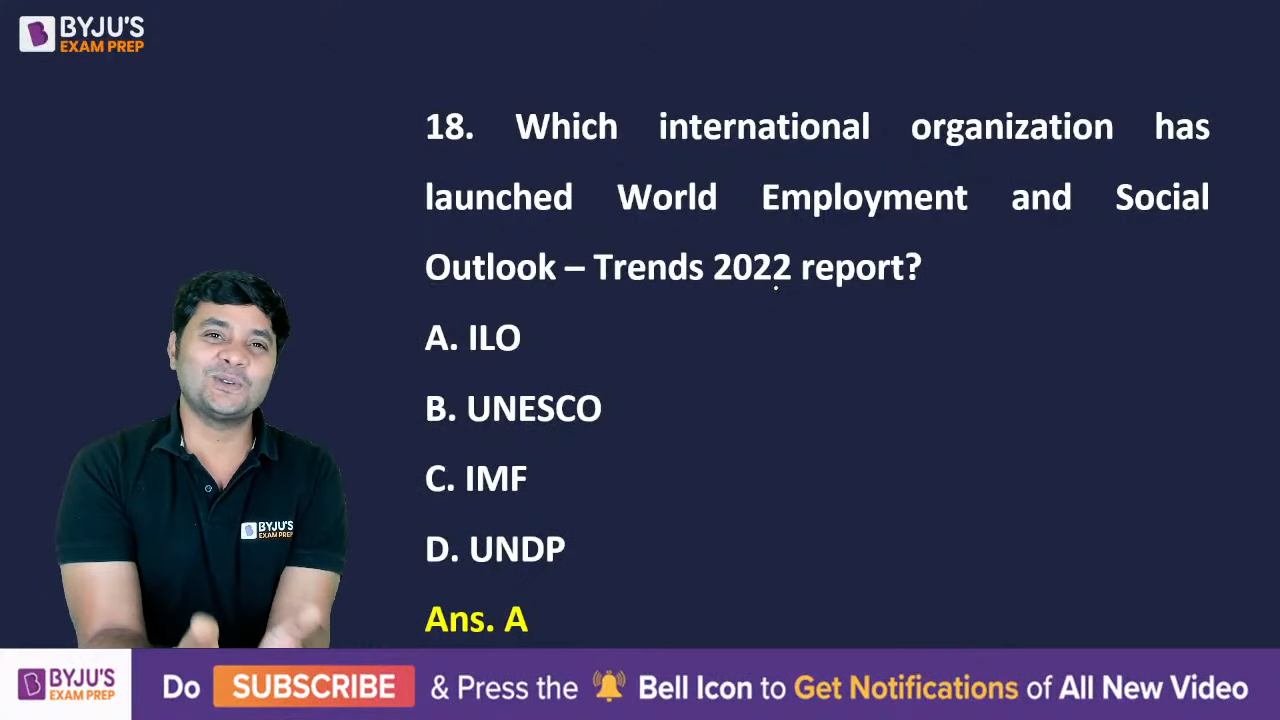 BYJU'S
EXAM PREP
18. Which international organization has
launched World Employment and Social
Outlook – Trends 2022 report?
A. ILO
B. UNESCO
C. IMF
D. UNDP
Ans. A
BYJU'S
EXAM PREP
BYJU'S
EXAM PREP
Do SUBSCRIBE & Press the Bell Icon to Get Notifications of All New Video